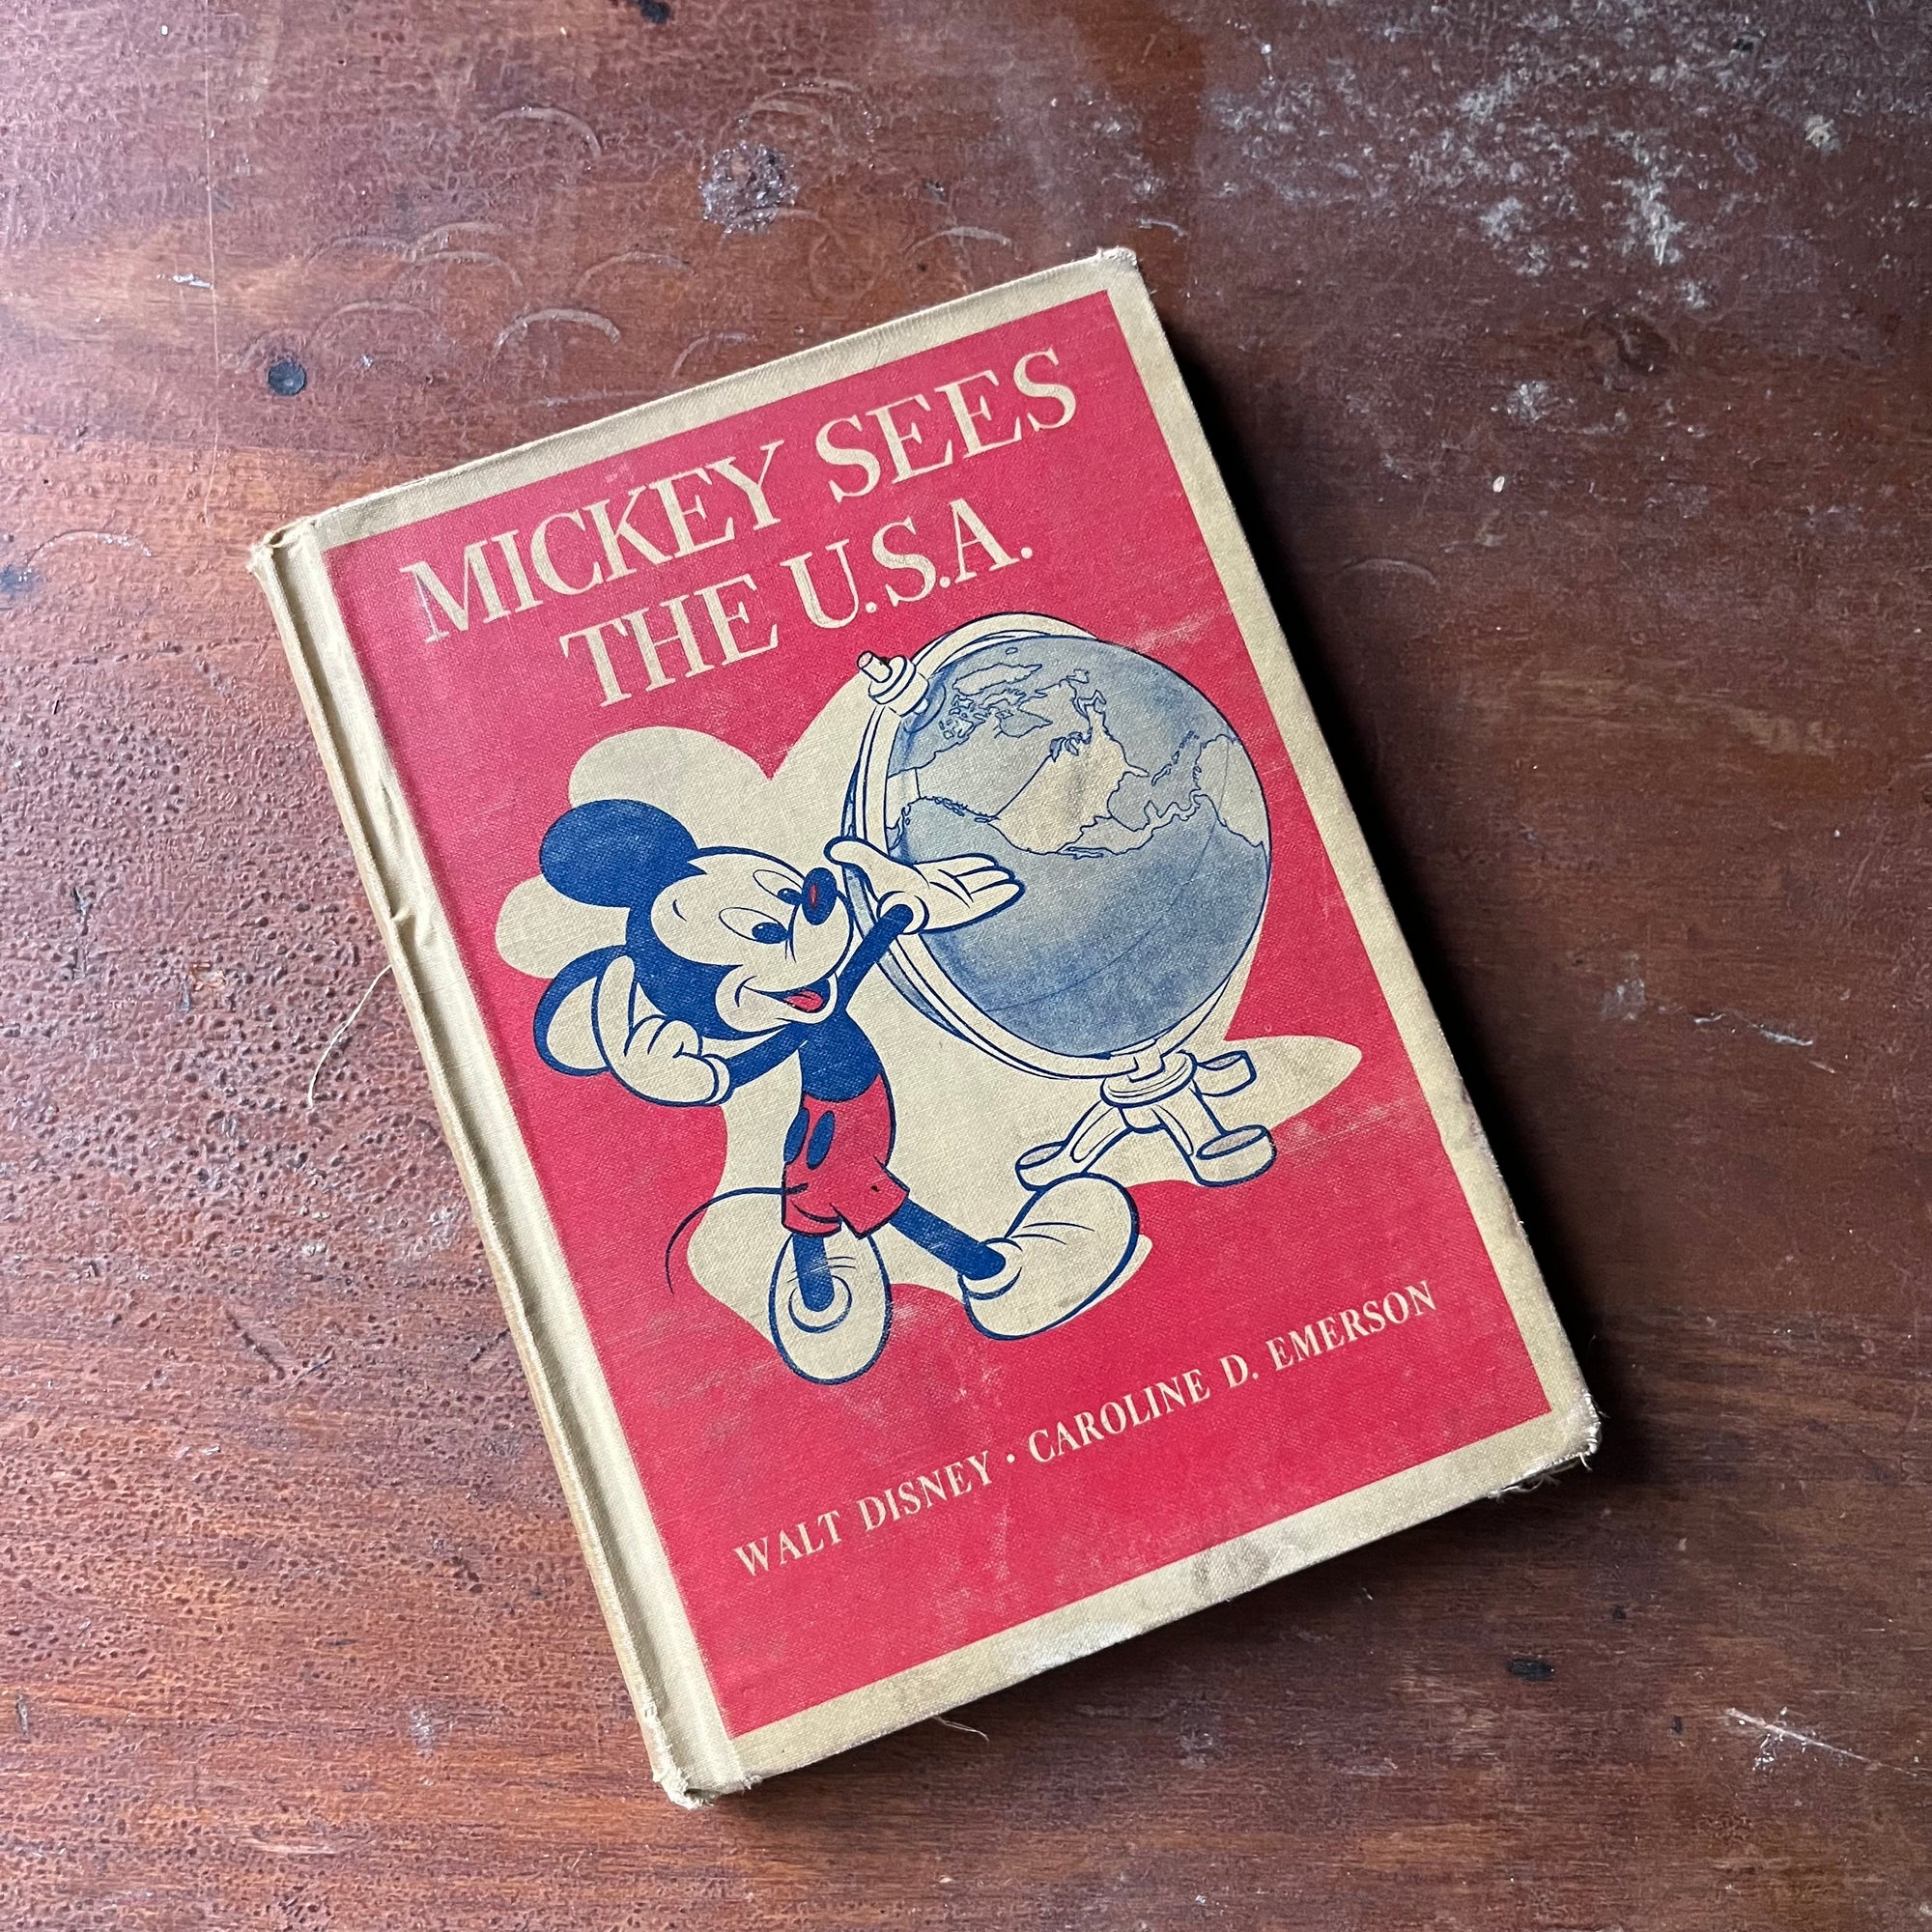 MICKEY SEES
THE U.S.A.
WALT DISNEY · CAROLINE D. EMERSON